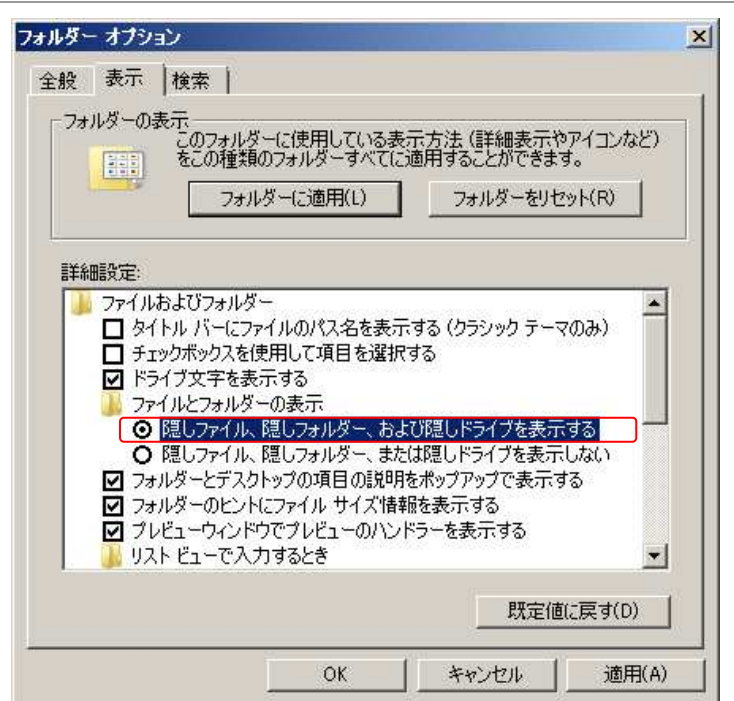 フォルダー オプション
全般 表示 検索
フォルダーの表示
このフォルダーに使用している表示方法(詳細表示やアイコンなど)
をこの種類のフォルダーすべてに適用することができます。
フォルダーに適用(L) フォルダーをリセット(R)
詳細設定:
ファイルおよびフォルダー
タイトル バーにファイルのパス名を表示する (クラシック テーマのみ)
チェックボックスを使用して項目を選択する
ドライブ文字を表示する
ファイルとフォルダーの表示
隠しファイル、隠しフォルダー、および隠しドライブを表示する
隠しファイル、隠しフォルダー、または隠しドライブを表示しない
フォルダーとデスクトップの項目の説明をポップアップで表示する
フォルダーのヒントにファイル サイズ情報を表示する
プレビューウィンドウでプレビューのハンドラーを表示する
リスト ビューで入力するとき
既定値に戻す(D)
OK キャンセル 適用(A)